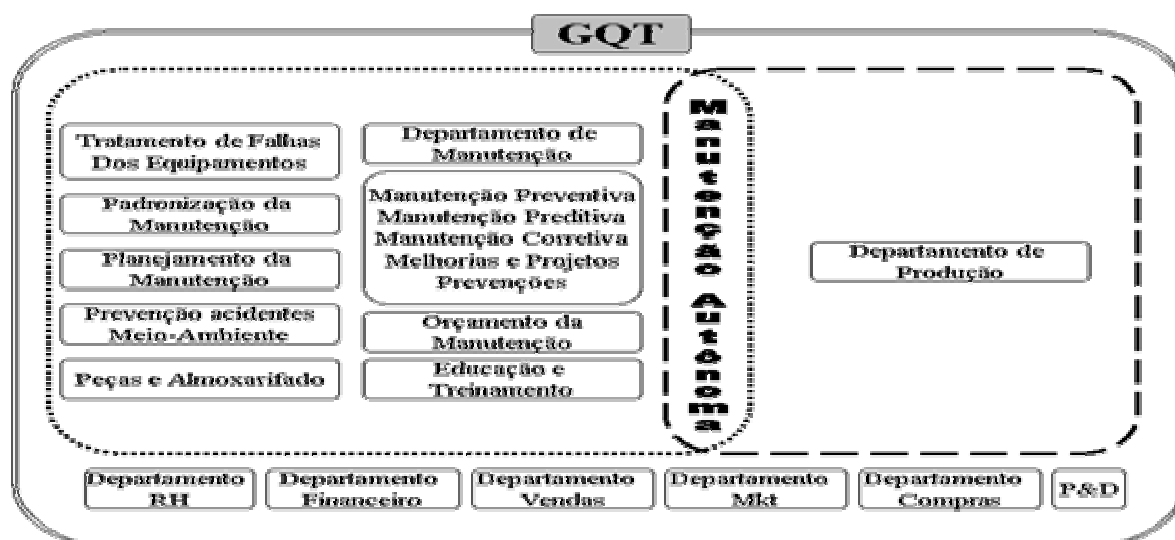 GQT
Tratamento de Falhas
Dos Equipamentos
Padronização da
Manutenção
Planejamento da
Manutenção
Prevenção acidentes
Meio-Ambiente
Peças e Almoxarifado
Departamento de
Manutenção
Manutenção Preventiva
Manutenção Preditiva
Manutenção Corretiva
Melhorias e Projetos
Prevenções
Orçamento da
Manutenção
Educação e
Treinamento
Manutenção Autônoma
Departamento de
Produção
Departamento
RH
Departamento
Financeiro
Departamento
Vendas
Departamento
Mkt
Departamento
Compras
P&D